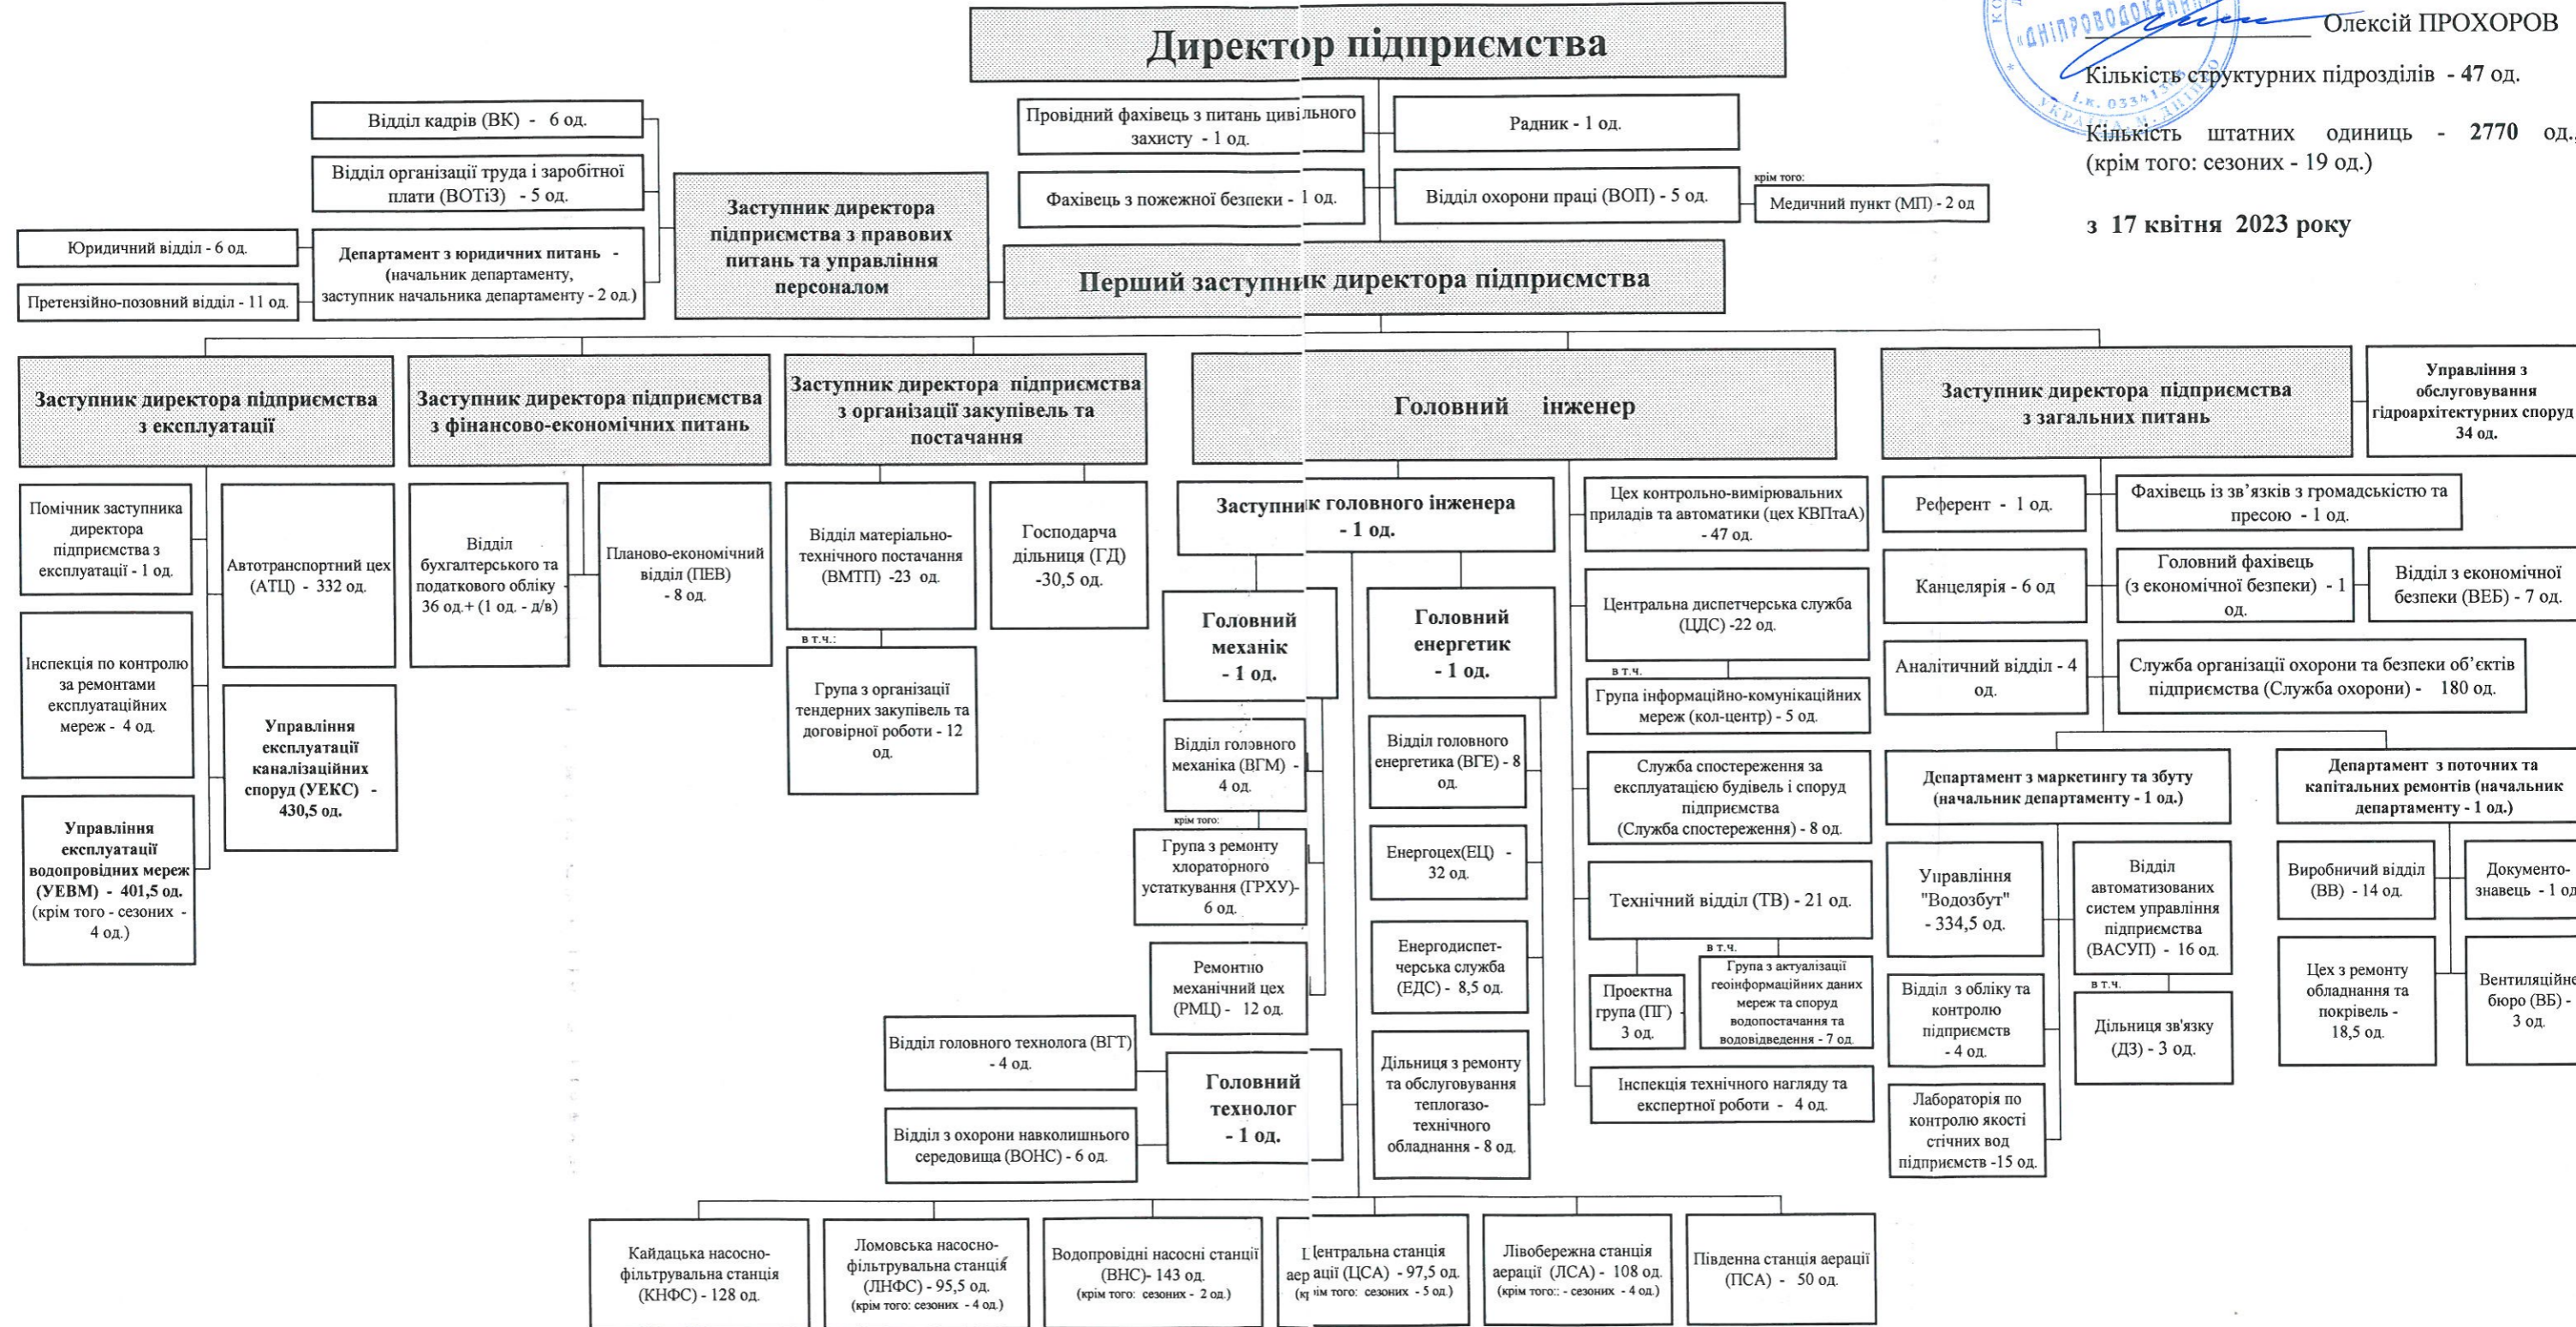 Директор підприємства
«ДНІПРОВОДОКАНАЛ»
Олексій ПРОХОРОВ
Кількість структурних підрозділів - 47 од.
Кількість штатних одиниць - 2770 од.,
(крім того: сезоних - 19 од.)
з 17 квітня 2023 року
УКРАЇНА, М. ДНІПРО
Відділ кадрів (ВК) - 6 од.
Відділ організації труда і заробітної
плати (ВОТіЗ) - 5 од.
Юридичний відділ - 6 од.
Претензійно-позовний відділ - 11 од.
Департамент з юридичних питань -
(начальник департаменту,
заступник начальника департаменту - 2 од.)
Заступник директора
підприємства з правових
питань та управління
персоналом
Провідний фахівець з питань цивільного
захисту - 1 од.
Радник - 1 од.
Фахівець з пожежної безпеки - 1 од.
Відділ охорони праці (ВОП) - 5 од.
крім того:
Медичний пункт (МП) - 2 од
Перший заступник директора підприємства
Заступник директора підприємства
з експлуатації
Заступник директора підприємства
з фінансово-економічних питань
Заступник директора підприємства
з організації закупівель та
постачання
Головний інженер
Заступник директора підприємства
з загальних питань
Управління з
обслуговування
гідроархітектурних споруд
34 од.
Помічник заступника
директора
підприємства з
експлуатації - 1 од.
Автотранспортний цех
(АТЦ) - 332 од.
Інспекція по контролю
за ремонтами
експлуатаційних
мереж - 4 од.
Управління
експлуатації
каналізаційних
споруд (УЕКС) -
430,5 од.
Управління
експлуатації
водопровідних мереж
(УЕВМ) - 401,5 од.
(крім того - сезоних -
4 од.)
Відділ
бухгалтерського та
податкового обліку -
36 од.+ (1 од. - д/в)
Планово-економічний
відділ (ПЕВ)
- 8 од.
Відділ матеріально-
технічного постачання
(ВМТП) -23 од.
в т.ч.:
Група з організації
тендерних закупівель та
договірної роботи - 12
од.
Господарча
дільниця (ГД)
-30,5 од.
Заступник головного інженера
- 1 од.
Головний
механік
- 1 од.
Відділ головного
механіка (ВГМ) -
4 од.
крім того:
Група з ремонту
хлораторного
устаткування (ГРХУ)-
6 од.
Ремонтно
механічний цех
(РМЦ) - 12 од.
Головний
енергетик
- 1 од.
Відділ головного
енергетика (ВГЕ) - 8
од.
Енергоцех(ЕЦ) -
32 од.
Енергодиспет-
черська служба
(ЕДС) - 8,5 од.
Дільниця з ремонту
та обслуговування
теплогазо-
технічного
обладнання - 8 од.
Відділ головного технолога (ВГТ)
- 4 од.
Відділ з охорони навколишнього
середовища (ВОНС) - 6 од.
Головний
технолог
- 1 од.
Цех контрольно-вимірювальних
приладів та автоматики (цех КВПтаА)
- 47 од.
Центральна диспетчерська служба
(ЦДС) -22 од.
в т.ч.
Група інформаційно-комунікаційних
мереж (кол-центр) - 5 од.
Служба спостереження за
експлуатацією будівель і споруд
підприємства
(Служба спостереження) - 8 од.
Технічний відділ (ТВ) - 21 од.
в т.ч.
Проектна
група (ПГ) -
3 од.
Група з актуалізації
геоінформаційних даних
мереж та споруд
водопостачання та
водовідведення - 7 од.
Інспекція технічного нагляду та
експертної роботи - 4 од.
Референт - 1 од.
Фахівець із зв’язків з громадськістю та
пресою - 1 од.
Канцелярія - 6 од
Головний фахівець
(з економічної безпеки) - 1
од.
Відділ з економічної
безпеки (ВЕБ) - 7 од.
Аналітичний відділ - 4
од.
Служба організації охорони та безпеки об’єктів
підприємства (Служба охорони) - 180 од.
Департамент з маркетингу та збуту
(начальник департаменту - 1 од.)
Департамент з поточних та
капітальних ремонтів (начальник
департаменту - 1 од.)
Управління
"Водозбут"
- 334,5 од.
Відділ
автоматизованих
систем управління
підприємства
(ВАСУП) - 16 од.
в т.ч.
Дільниця зв'язку
(ДЗ) - 3 од.
Відділ з обліку та
контролю
підприємств
- 4 од.
Лабораторія по
контролю якості
стічних вод
підприємств -15 од.
Виробничий відділ
(ВВ) - 14 од.
Документо-
знавець - 1 од
Цех з ремонту
обладнання та
покрівель -
18,5 од.
Вентиляційне
бюро (ВБ) -
3 од.
Кайдацька насосно-
фільтрувальна станція
(КНФС) - 128 од.
Ломовська насосно-
фільтрувальна станція
(ЛНФС) - 95,5 од.
(крім того: сезоних - 4 од.)
Водопровідні насосні станції
(ВНС)- 143 од.
(крім того: сезоних - 2 од.)
Центральна станція
аерації (ЦСА) - 97,5 од.
(крім того: сезоних - 5 од.)
Лівобережна станція
аерації (ЛСА) - 108 од.
(крім того:: - сезоних - 4 од.)
Південна станція аерації
(ПСА) - 50 од.